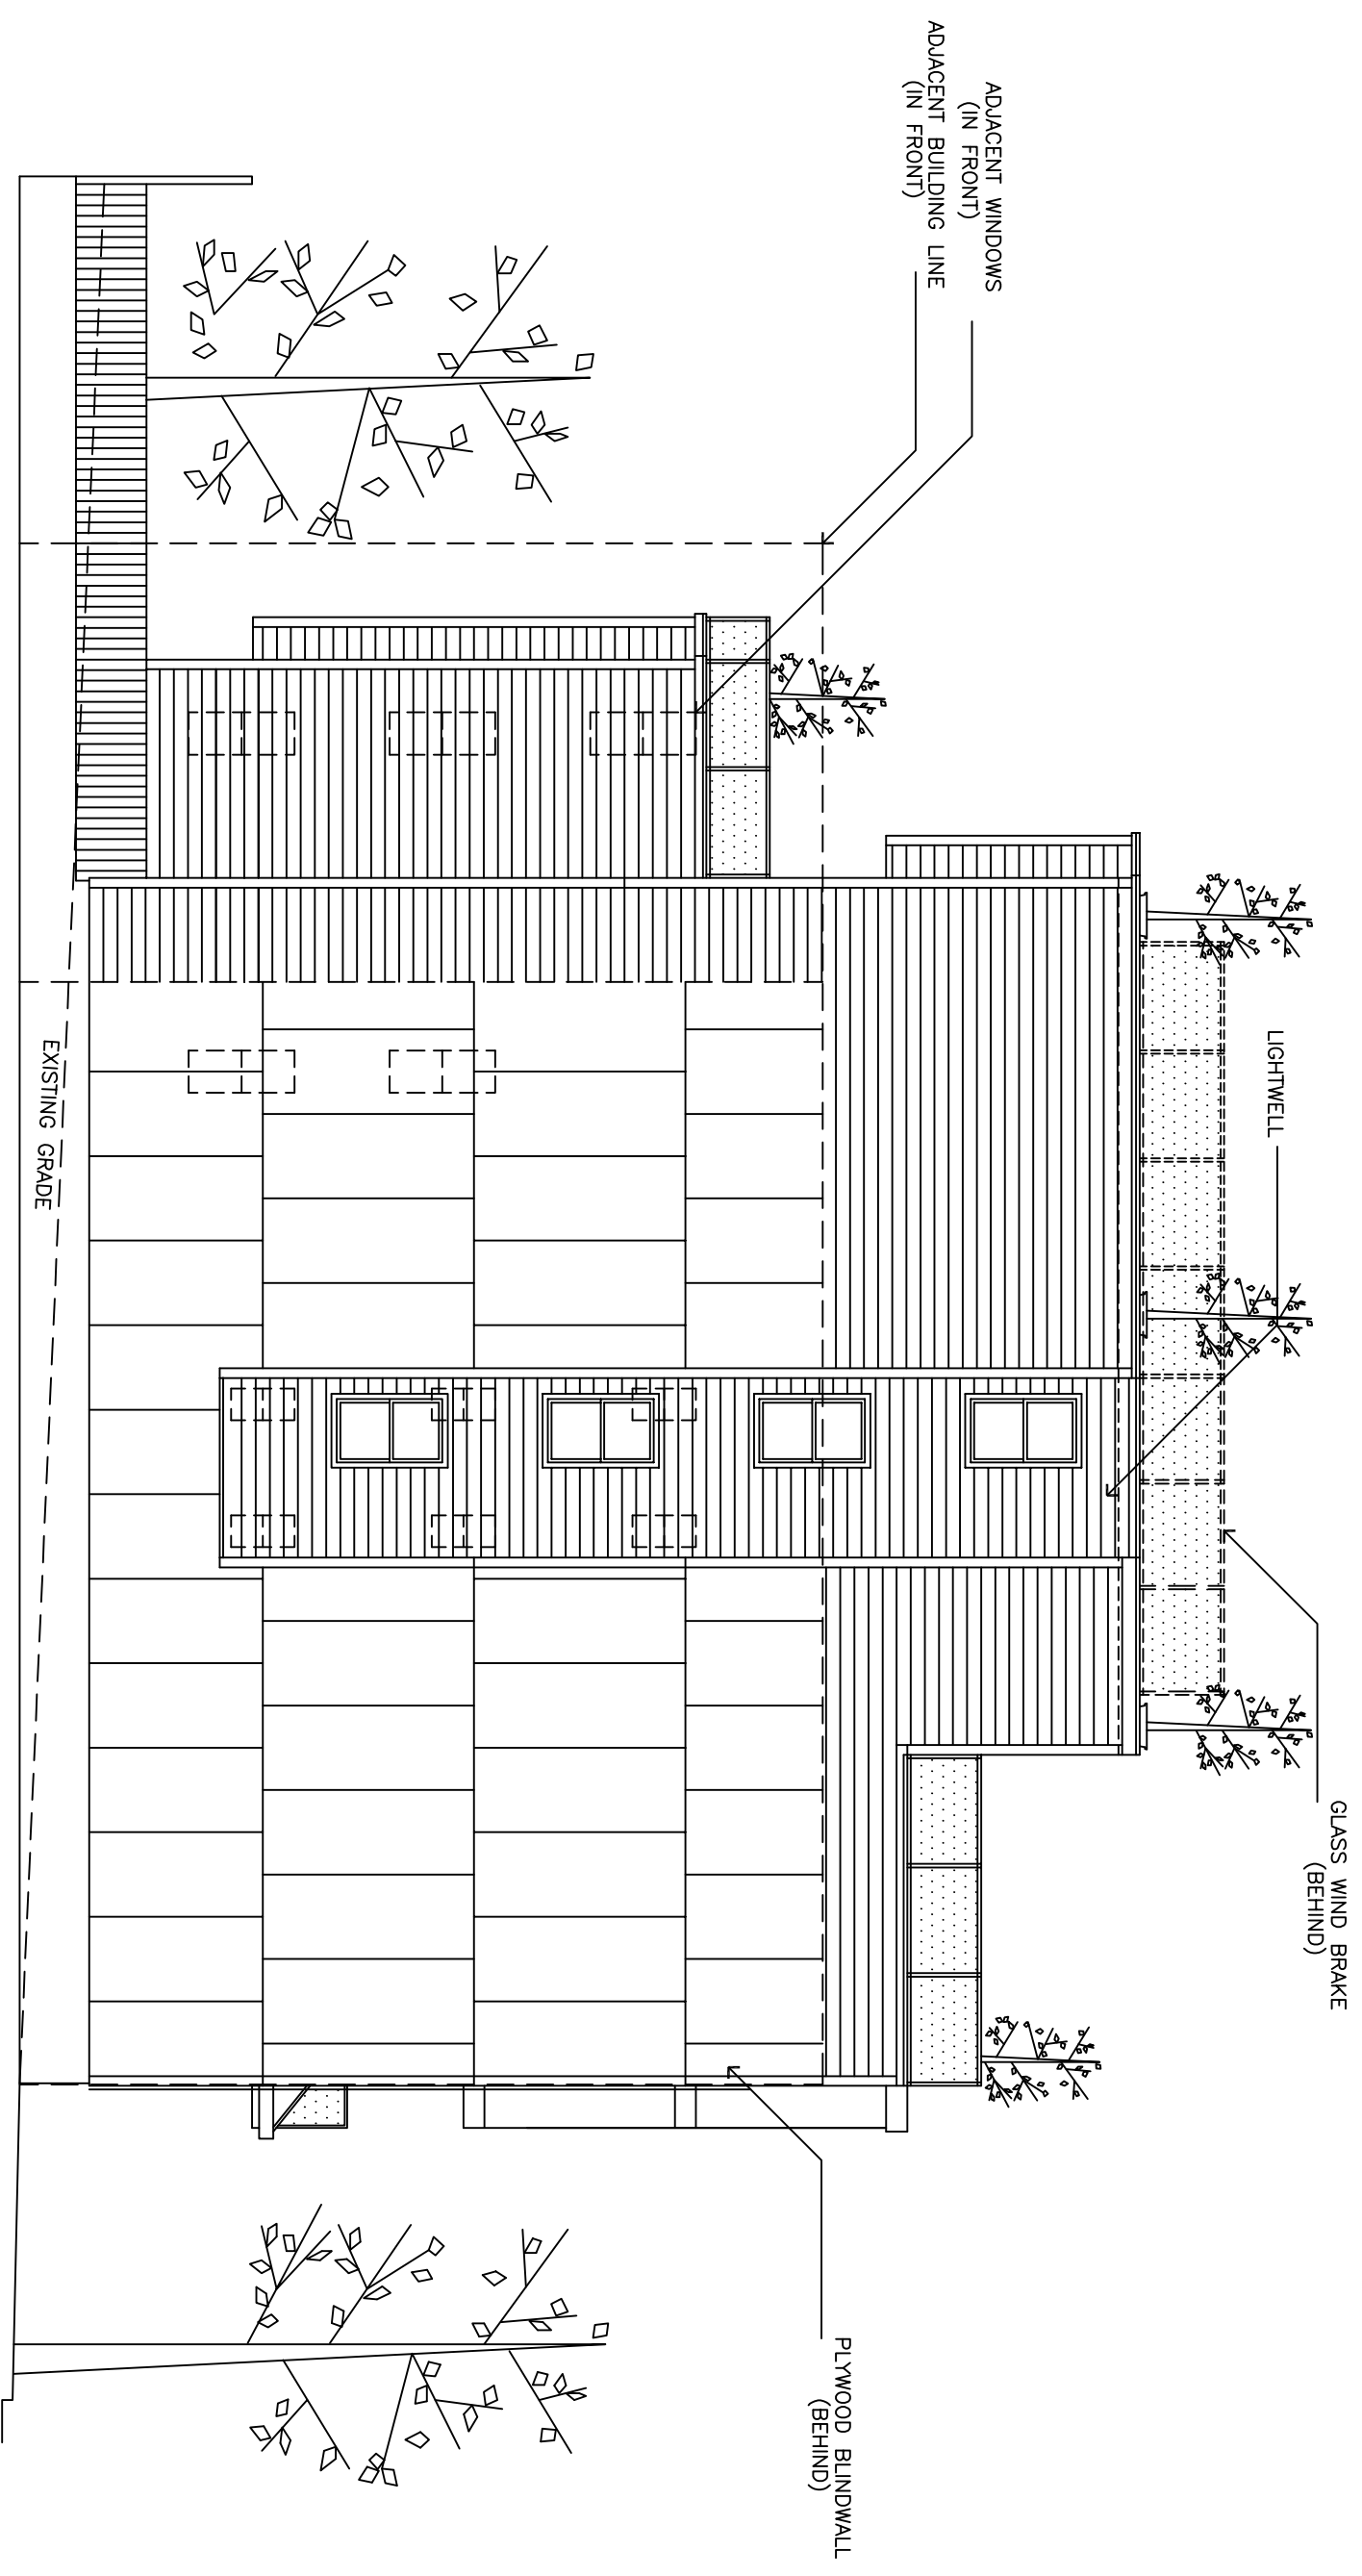 ADJACENT WINDOWS
(IN FRONT)
ADJACENT BUILDING LINE
(IN FRONT)
LIGHTWELL
GLASS WIND BRAKE
(BEHIND)
PLYWOOD BLINDWALL
(BEHIND)
EXISTING GRADE